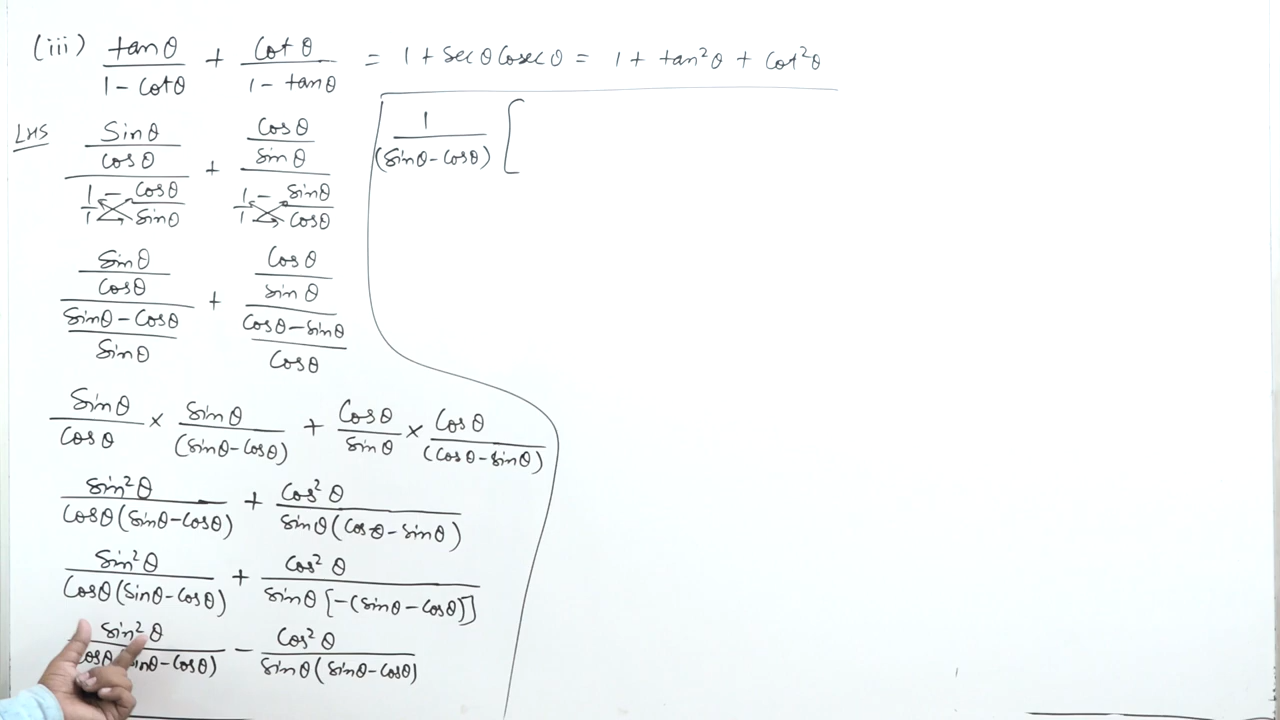 (iii) tanθ/(1 - cotθ) + cotθ/(1 - tanθ) = 1 + secθ cosecθ = 1 + tan²θ + cot²θ
LHS (sinθ/cosθ)/(1/1 - cosθ/sinθ) + (cosθ/sinθ)/(1/1 - sinθ/cosθ)
(sinθ/cosθ)/((sinθ - cosθ)/sinθ) + (cosθ/sinθ)/((cosθ - sinθ)/cosθ)
sinθ/cosθ × sinθ/(sinθ - cosθ) + cosθ/sinθ × cosθ/(cosθ - sinθ)
sin²θ/cosθ(sinθ - cosθ) + cos²θ/sinθ(cosθ - sinθ)
sin²θ/cosθ(sinθ - cosθ) + cos²θ/sinθ[-(sinθ - cosθ)]
sin²θ/cosθ sinθ - cosθ) - cos²θ/sinθ(sinθ - cosθ)
1/(sinθ - cosθ) [